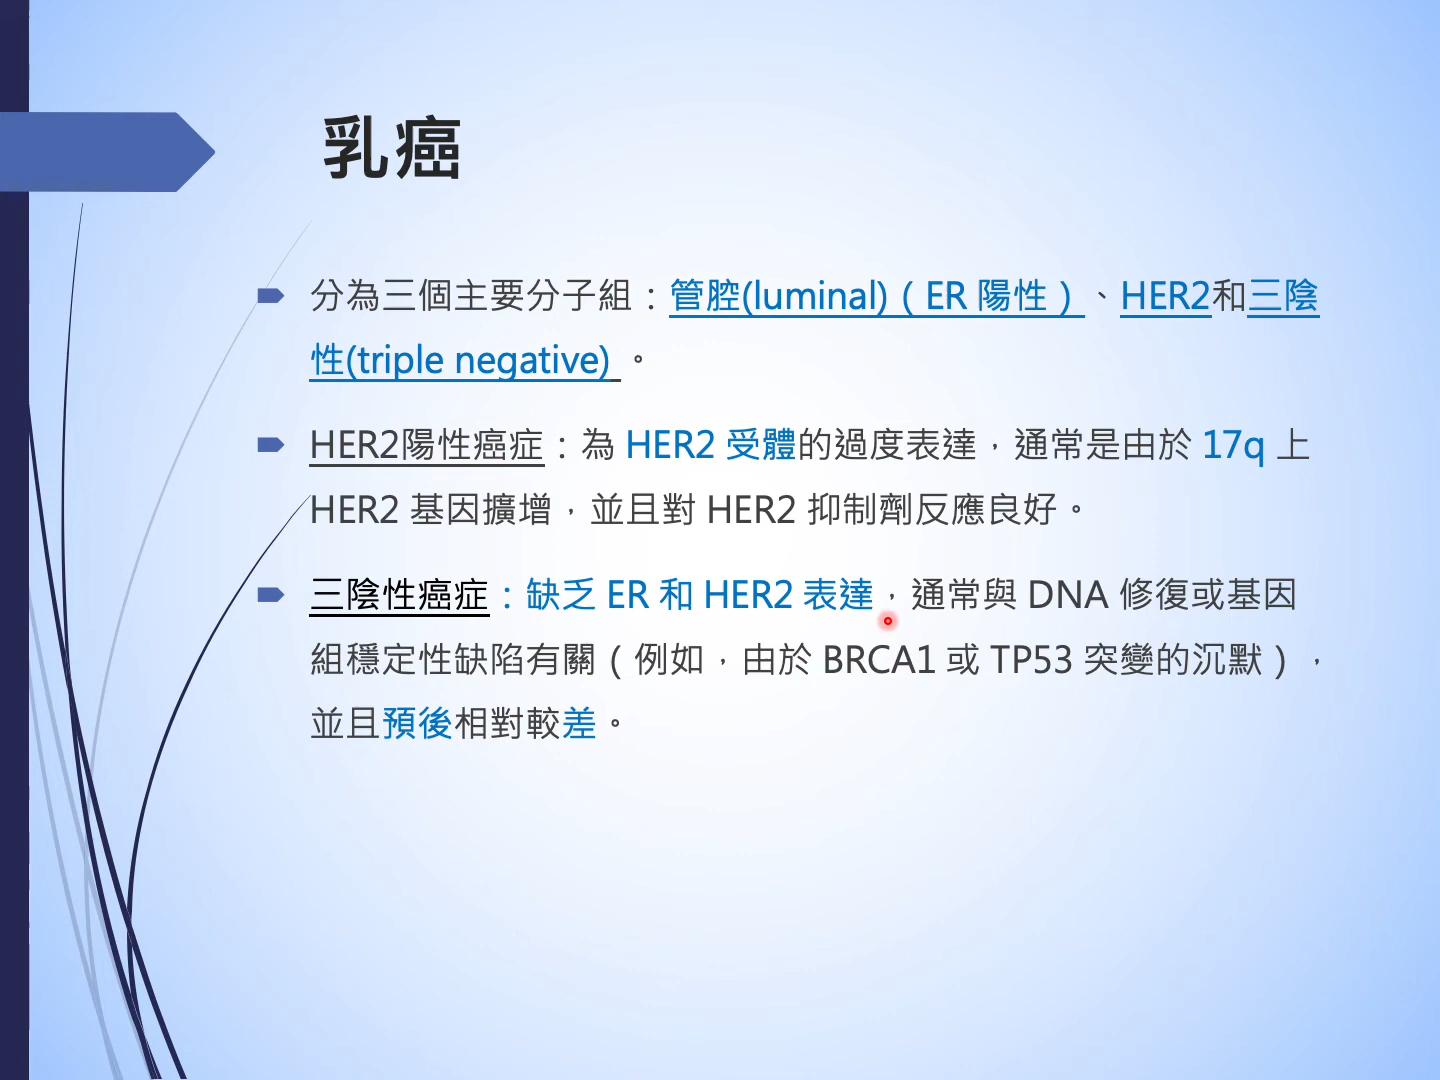 乳癌
分為三個主要分子組：管腔(luminal)（ER 陽性）、HER2和三陰
性(triple negative) 。
HER2陽性癌症：為 HER2 受體的過度表達，通常是由於 17q 上
HER2 基因擴增，並且對 HER2 抑制劑反應良好。
三陰性癌症：缺乏 ER 和 HER2 表達，通常與 DNA 修復或基因
組穩定性缺陷有關（例如，由於 BRCA1 或 TP53 突變的沉默），
並且預後相對較差。